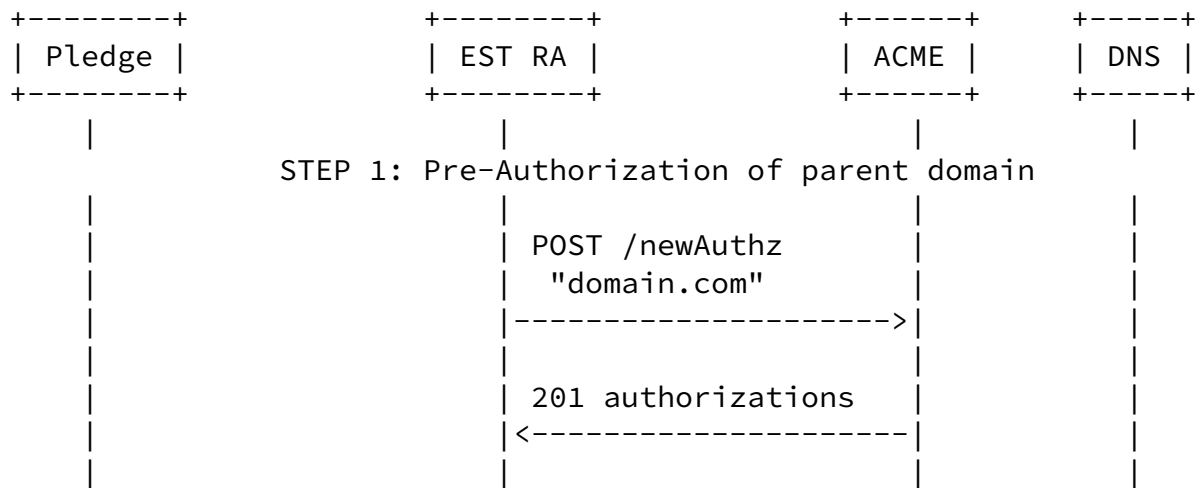 Pledge EST RA ACME DNS
STEP 1: Pre-Authorization of parent domain
POST /newAuthz
"domain.com"
201 authorizations